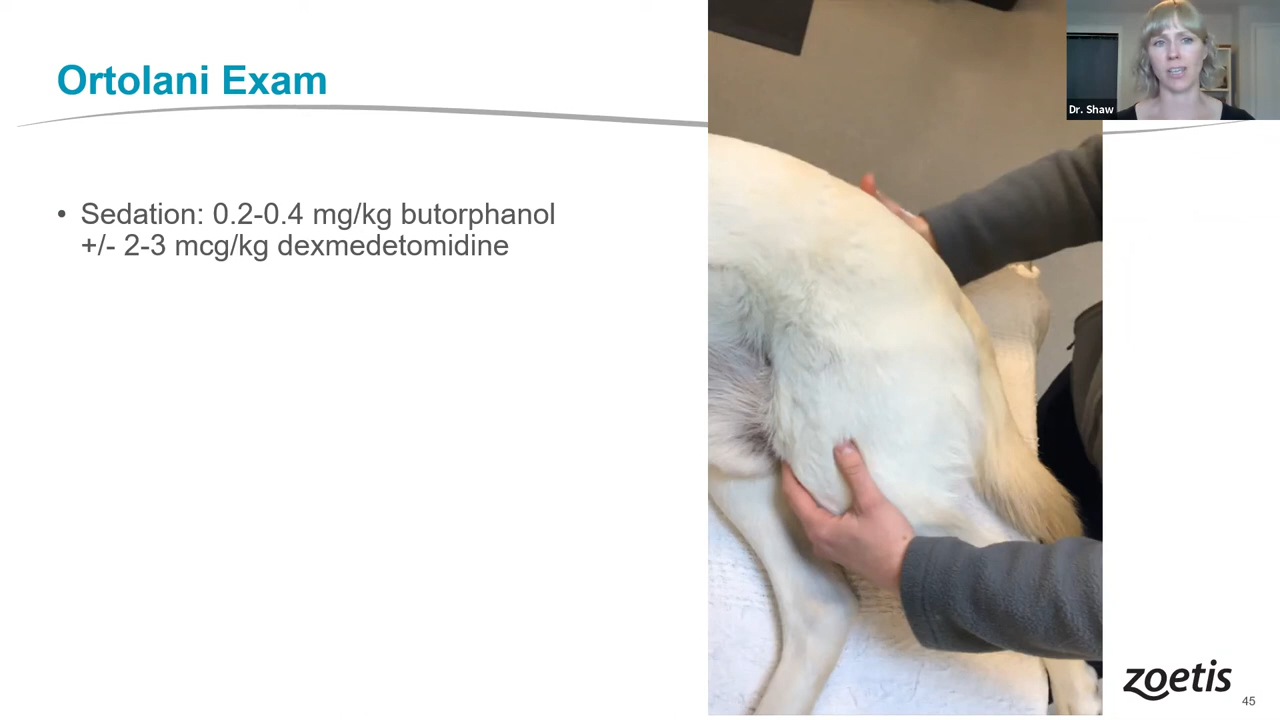 Ortolani Exam
Dr. Shaw
• Sedation: 0.2-0.4 mg/kg butorphanol
+/- 2-3 mcg/kg dexmedetomidine
zoetis
45